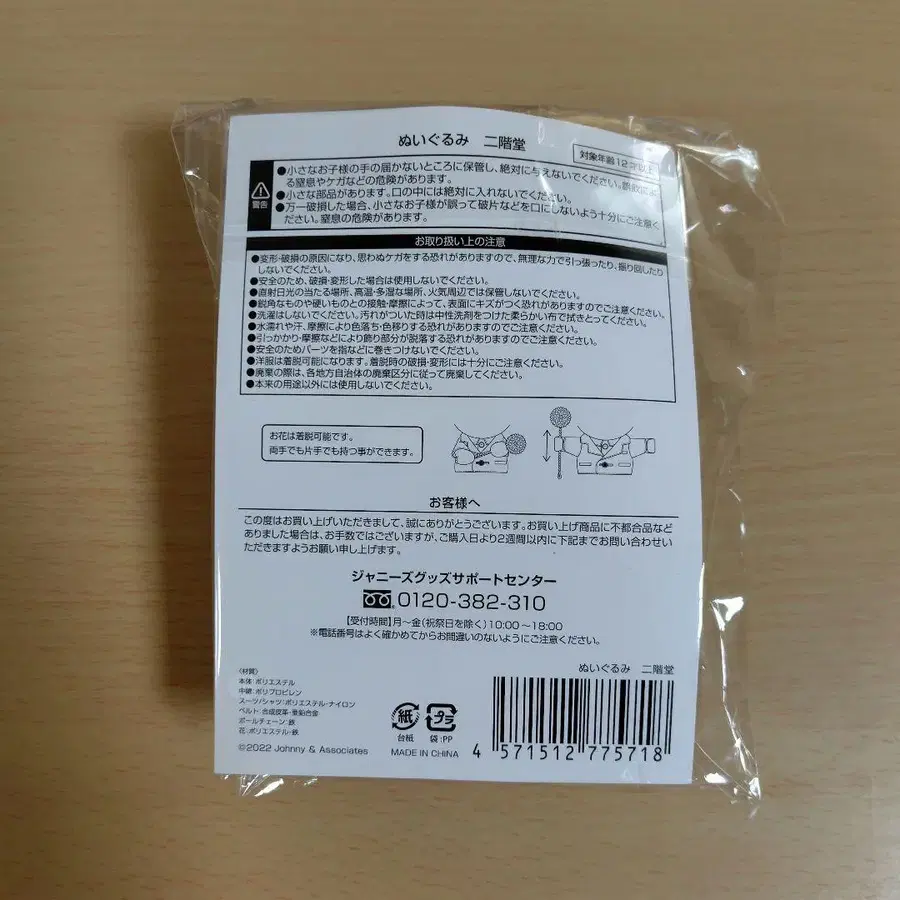 ぬいぐるみ 二階堂
対象年齢12才以上
警告
●小さなお子様の手の届かないところに保管し、絶対に与えないでください。誤飲による窒息やケガなどの危険があります。
●小さな部品があります。口の中には絶対に入れないでください。
●万一破損した場合、小さなお子様が誤って破片などを口にしないよう十分にご注意ください。窒息の危険があります。
お取り扱い上の注意
●変形・破損の原因になり、思わぬケガをする恐れがありますので、無理な力で引っ張ったり、振り回したりしないでください。
●安全のため、破損・変形した場合は使用しないでください。
●直射日光の当たる場所、高温・多湿な場所、火気周辺では保管しないでください。
●鋭角なものや硬いものとの接触・摩擦によって、表面にキズがつく恐れがありますのでご注意ください。
●洗濯はしないでください。汚れがついた時は中性洗剤をつけた柔らかい布で拭きとってください。
●水濡れや汗、摩擦により色落ち・色移りする恐れがありますのでご注意ください。
●引っかかり・摩擦などにより飾り部分が脱落する恐れがありますのでご注意ください。
●安全のためパーツを指などに巻きつけないでください。
●洋服は着脱可能になります。着脱時の破損・変形には十分にご注意ください。
●廃棄の際は、各地方自治体の廃棄区分に従って廃棄してください。
●本来の用途以外には使用しないでください。
お花は着脱可能です。
両手でも片手でも持つ事ができます。
お客様へ
この度はお買い上げいただきまして、誠にありがとうございます。お買い上げ商品に不都合品など
ありました場合は、お手数ではございますが、ご購入日より2週間以内に下記までお問い合わせい
ただきますようお願い申し上げます。
ジャニーズグッズサポートセンター
0120-382-310
【受付時間】月〜金(祝祭日を除く)10:00〜18:00
※電話番号はよく確かめてからお間違いのないようにご注意ください。
ぬいぐるみ 二階堂
〈材質〉
本体：ポリエステル
中綿：ポリプロピレン
スーツ/シャツ：ポリエステル・ナイロン
ベルト：合成皮革・亜鉛合金
ボールチェーン：鉄
花：ポリエステル・鉄
©2022 Johnny & Associates
紙
台紙
プラ
袋：PP
MADE IN CHINA
4 571512 775718